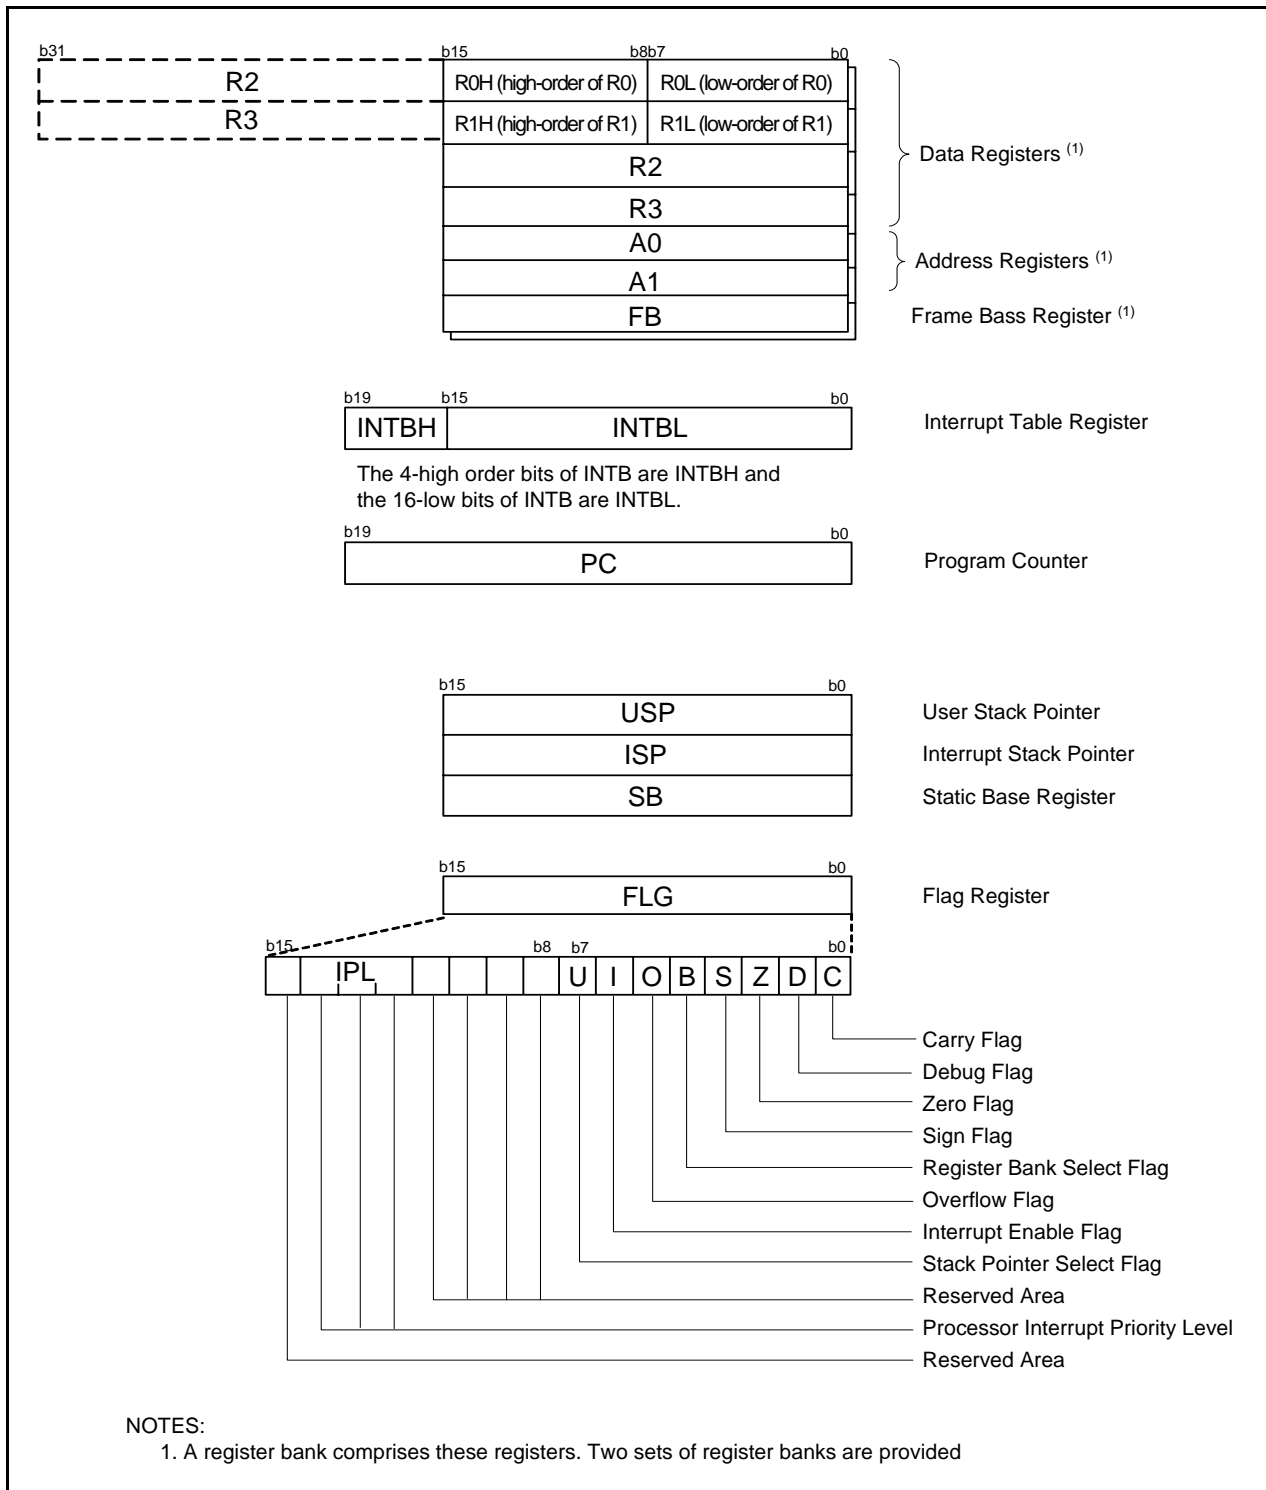 b31 b15 b8b7 b0
R2 R0H (high-order of R0) R0L (low-order of R0)
R3 R1H (high-order of R1) R1L (low-order of R1)
R2
R3
Data Registers (1)
A0
A1
Address Registers (1)
FB
Frame Bass Register (1)
b19 b15 b0
INTBH INTBL Interrupt Table Register
The 4-high order bits of INTB are INTBH and
the 16-low bits of INTB are INTBL.
b19 b0
PC Program Counter
b15 b0
USP User Stack Pointer
ISP Interrupt Stack Pointer
SB Static Base Register
b15 b0
FLG Flag Register
b15 b8 b7 b0
IPL U I O B S Z D C
Carry Flag
Debug Flag
Zero Flag
Sign Flag
Register Bank Select Flag
Overflow Flag
Interrupt Enable Flag
Stack Pointer Select Flag
Reserved Area
Processor Interrupt Priority Level
Reserved Area
NOTES:
1. A register bank comprises these registers. Two sets of register banks are provided